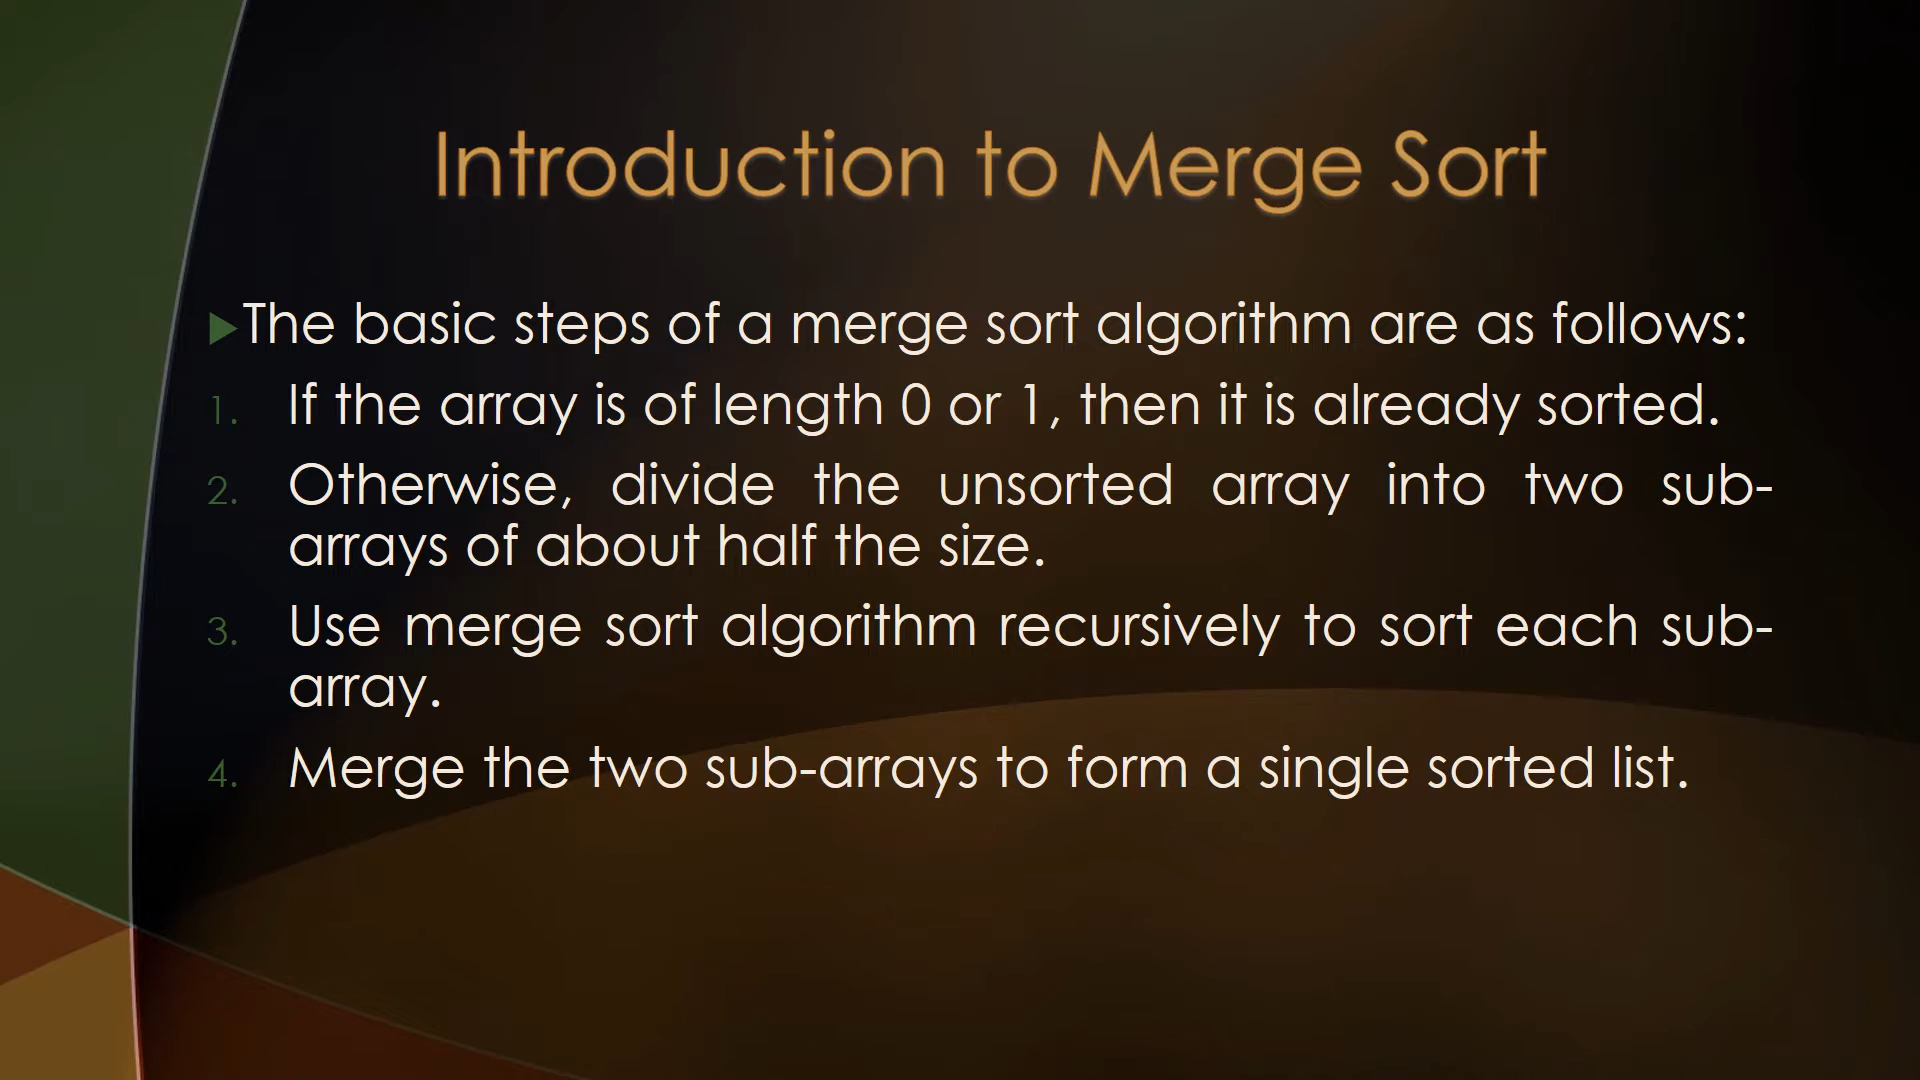 Introduction to Merge Sort
The basic steps of a merge sort algorithm are as follows:
1. If the array is of length 0 or 1, then it is already sorted.
2. Otherwise, divide the unsorted array into two sub-
arrays of about half the size.
3. Use merge sort algorithm recursively to sort each sub-
array.
4. Merge the two sub-arrays to form a single sorted list.